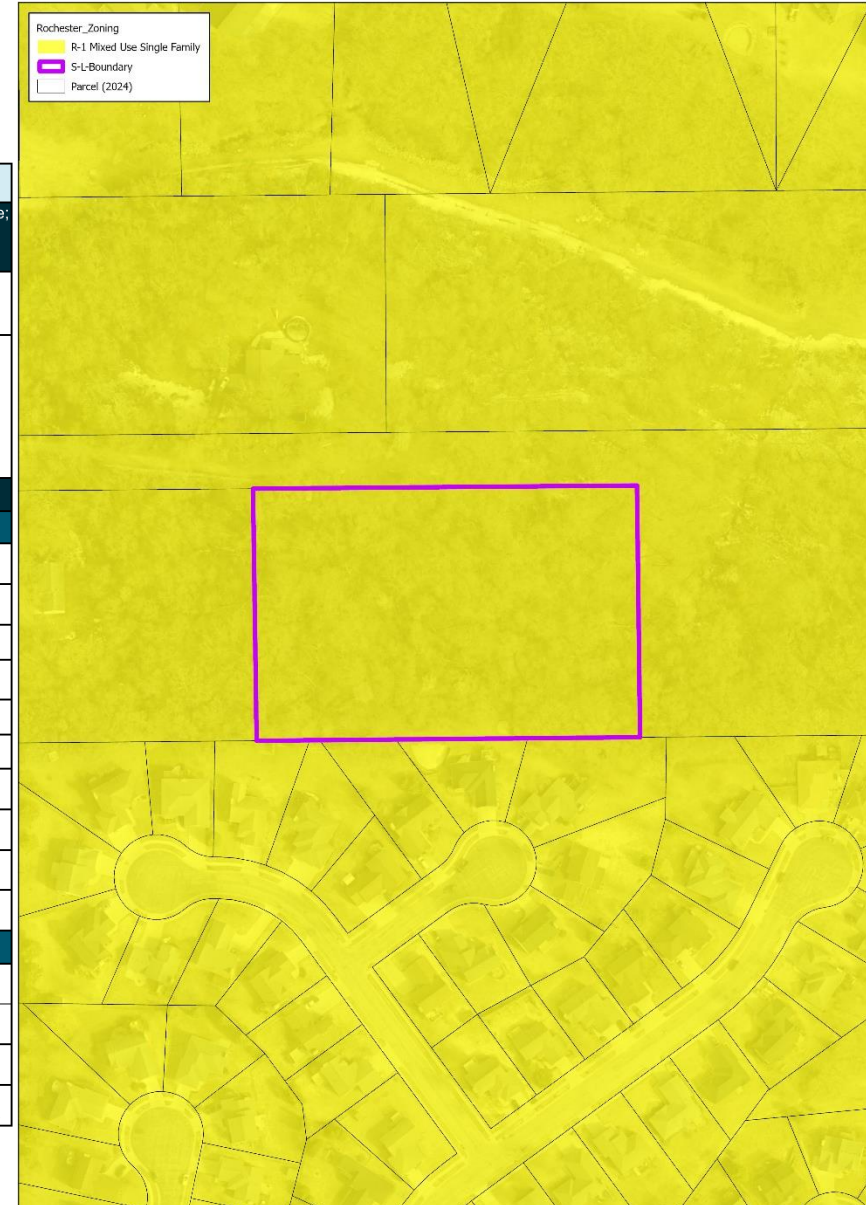 Rochester_Zoning
R-1 Mixed Use Single Family
S-L-Boundary
Parcel (2024)